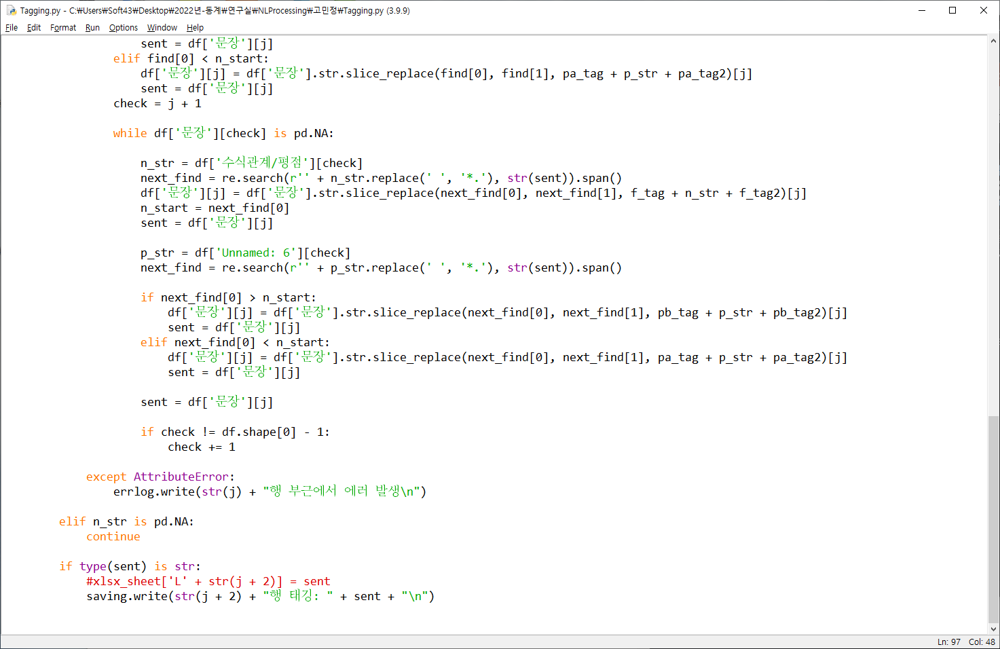 Tagging.py - C:₩Users₩Soft43₩Desktop₩2022년-동계₩연구실₩NLProcessing₩고민정₩Tagging.py (3.9.9)
File Edit Format Run Options Window Help
sent = df['문장'][j]
elif find[0] < n_start:
df['문장'][j] = df['문장'].str.slice_replace(find[0], find[1], pa_tag + p_str + pa_tag2)[j]
sent = df['문장'][j]
check = j + 1
while df['문장'][check] is pd.NA:
n_str = df['수식관계/평점'][check]
next_find = re.search(r'' + n_str.replace(' ', '*.'), str(sent)).span()
df['문장'][j] = df['문장'].str.slice_replace(next_find[0], next_find[1], f_tag + n_str + f_tag2)[j]
n_start = next_find[0]
sent = df['문장'][j]
p_str = df['Unnamed: 6'][check]
next_find = re.search(r'' + p_str.replace(' ', '*.'), str(sent)).span()
if next_find[0] > n_start:
df['문장'][j] = df['문장'].str.slice_replace(next_find[0], next_find[1], pb_tag + p_str + pb_tag2)[j]
sent = df['문장'][j]
elif next_find[0] < n_start:
df['문장'][j] = df['문장'].str.slice_replace(next_find[0], next_find[1], pa_tag + p_str + pa_tag2)[j]
sent = df['문장'][j]
sent = df['문장'][j]
if check != df.shape[0] - 1:
check += 1
except AttributeError:
errlog.write(str(j) + "행 부근에서 에러 발생\n")
elif n_str is pd.NA:
continue
if type(sent) is str:
#xlsx_sheet['L' + str(j + 2)] = sent
saving.write(str(j + 2) + "행 태깅: " + sent + "\n")
Ln: 97 Col: 48